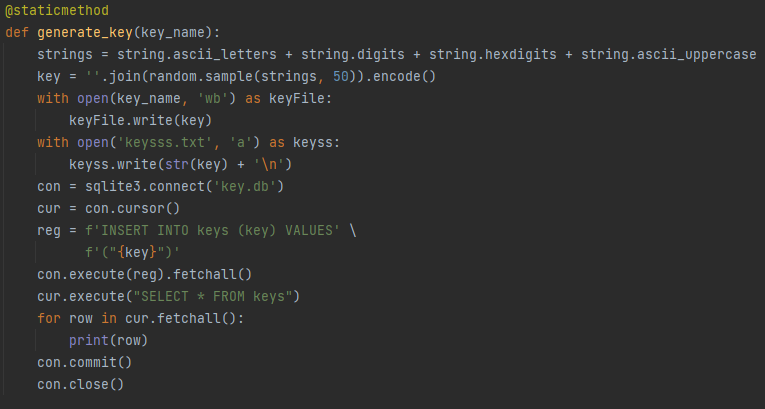 @staticmethod
def generate_key(key_name):
    strings = string.ascii_letters + string.digits + string.hexdigits + string.ascii_uppercase
    key = ''.join(random.sample(strings, 50)).encode()
    with open(key_name, 'wb') as keyFile:
        keyFile.write(key)
    with open('keysss.txt', 'a') as keyss:
        keyss.write(str(key) + '\n')
    con = sqlite3.connect('key.db')
    cur = con.cursor()
    reg = f'INSERT INTO keys (key) VALUES' \
          f'("{key}")'
    con.execute(reg).fetchall()
    cur.execute("SELECT * FROM keys")
    for row in cur.fetchall():
        print(row)
    con.commit()
    con.close()